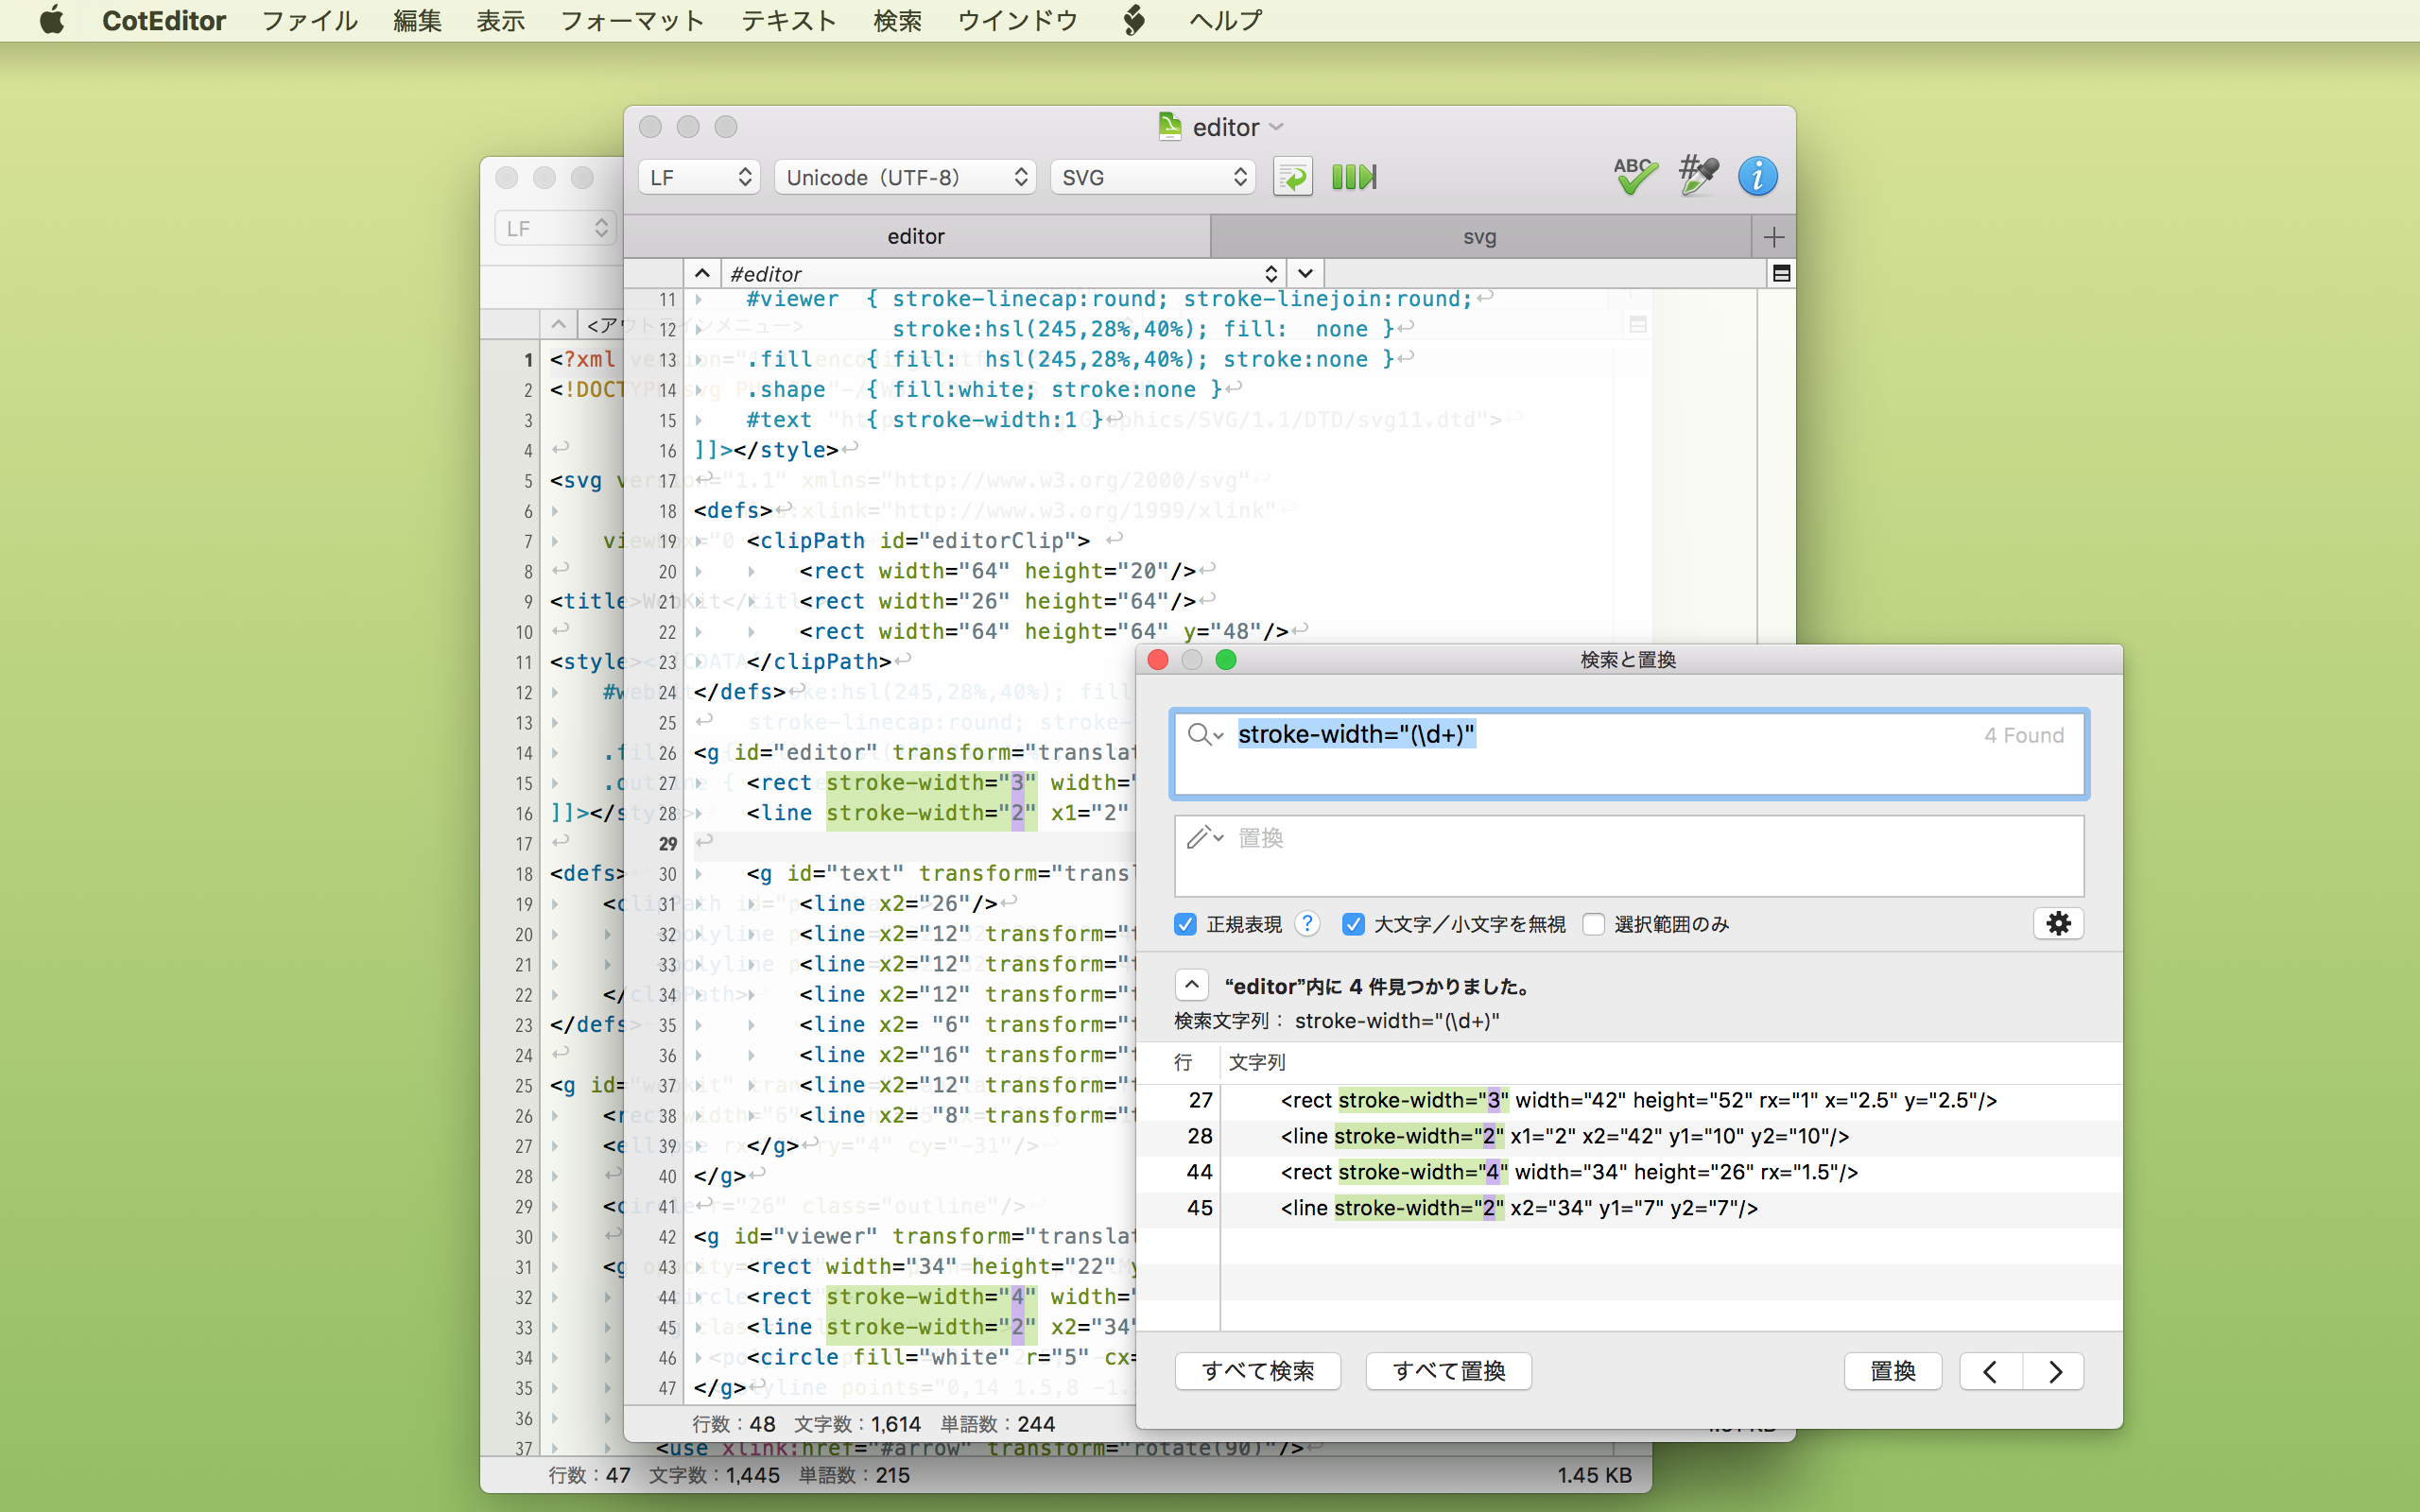 CotEditor ファイル 編集 表示 フォーマット テキスト 検索 ウインドウ ヘルプ
editor
LF Unicode（UTF-8） SVG
ABC #
editor svg
#editor
11 #viewer { stroke-linecap:round; stroke-linejoin:round;
12 stroke:hsl(245,28%,40%); fill: none }
13 .fill { fill: hsl(245,28%,40%); stroke:none }
14 .shape { fill:white; stroke:none }
15 #text { stroke-width:1 }
16 ]]></style>
17
18 <defs>
19 <clipPath id="editorClip">
20 <rect width="64" height="20"/>
21 <rect width="26" height="64"/>
22 <rect width="64" height="64" y="48"/>
23 </clipPath>
24 </defs>
25
26 <g id="editor" transform="translat
27 <rect stroke-width="3" width="
28 <line stroke-width="2" x1="2"
29
30 <g id="text" transform="transl
31 <line x2="26"/>
32 <line x2="12" transform="t
33 <line x2="12" transform="t
34 <line x2="12" transform="t
35 <line x2= "6" transform="t
36 <line x2="16" transform="t
37 <line x2="12" transform="t
38 <line x2= "8" transform="t
39 </g>
40 </g>
41
42 <g id="viewer" transform="translat
43 <rect width="34" height="22" y
44 <rect stroke-width="4" width="
45 <line stroke-width="2" x2="34"
46 <circle fill="white" r="5" cx=
47 </g>
行数：48 文字数：1,614 単語数：244
LF
1 <?xml
2 <!DOCT
3
4
5 <svg
6
7
8
9 <title>
10
11 <style>
12
13
14
15
16 ]]></
17
18 <defs>
19
20
21
22
23 </defs>
24
25 <g id=
26
27
28
29
30
31 <g
32
33
34
35
36
37 <use xlink:href="#arrow" transform="rotate(90)"/>
行数：47 文字数：1,445 単語数：215 1.45 KB
検索と置換
stroke-width="(\d+)" 4 Found
置換
正規表現 ? 大文字／小文字を無視 選択範囲のみ
“editor”内に 4 件見つかりました。
検索文字列： stroke-width="(\d+)"
行 文字列
27 <rect stroke-width="3" width="42" height="52" rx="1" x="2.5" y="2.5"/>
28 <line stroke-width="2" x1="2" x2="42" y1="10" y2="10"/>
44 <rect stroke-width="4" width="34" height="26" rx="1.5"/>
45 <line stroke-width="2" x2="34" y1="7" y2="7"/>
すべて検索 すべて置換 置換